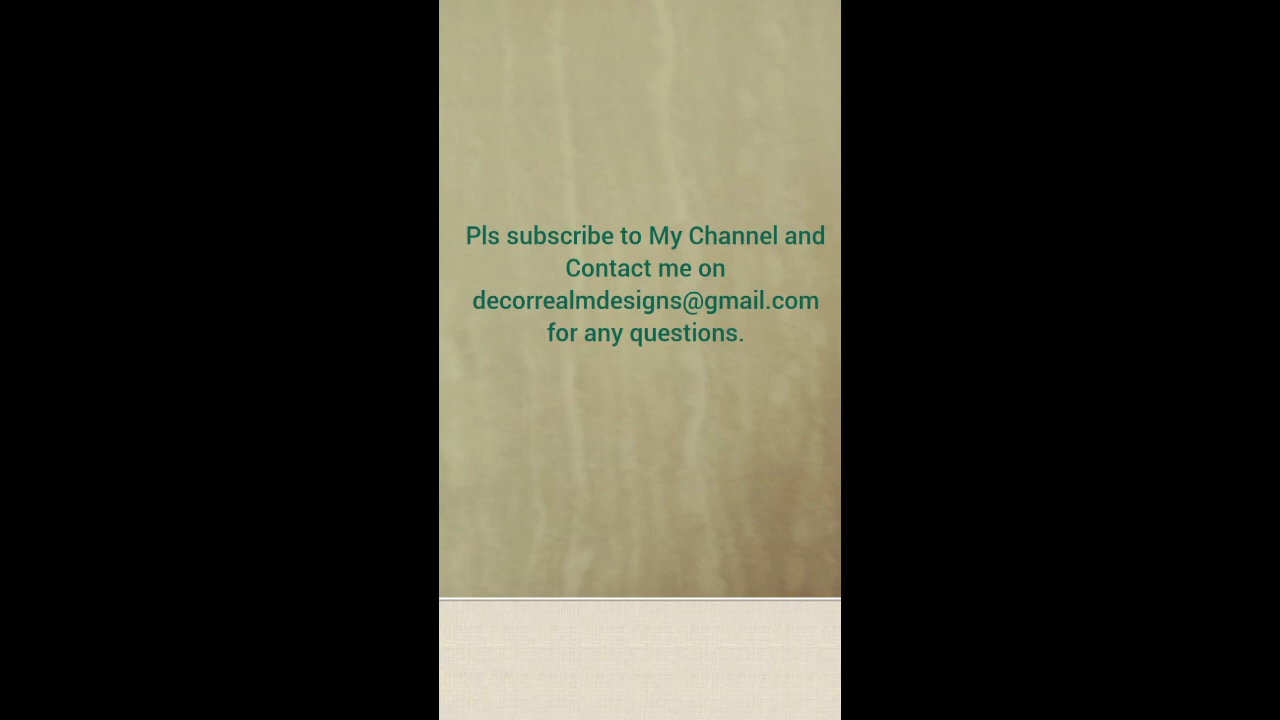 Pls subscribe to My Channel and
Contact me on
decorrealmdesigns@gmail.com
for any questions.